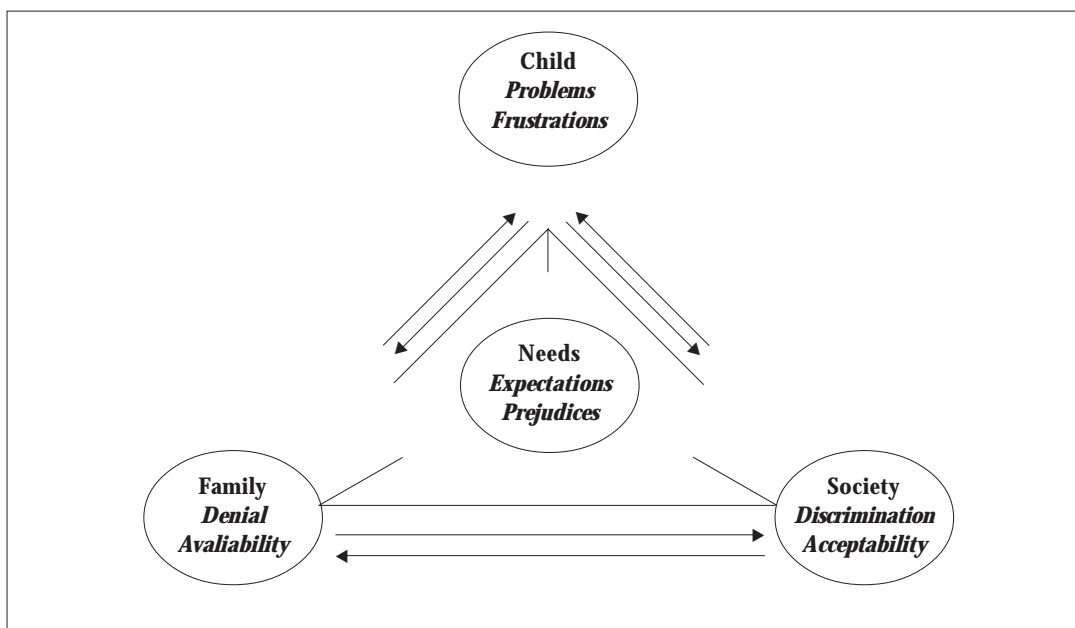 Child
Problems
Frustrations
Needs
Expectations
Prejudices
Family
Denial
Avaliability
Society
Discrimination
Acceptability